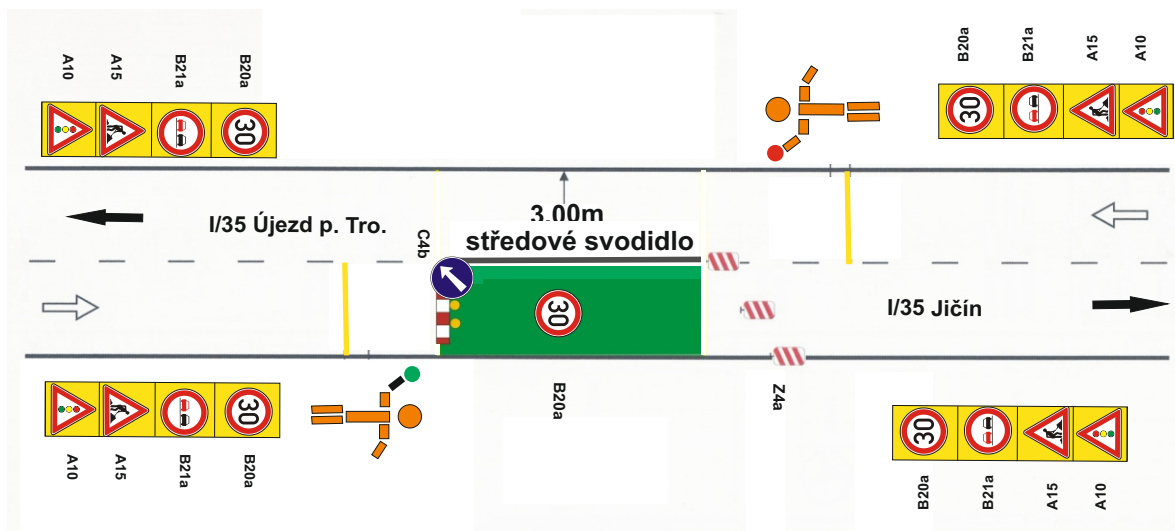 A10
A15
B21a
B20a
B20a
B21a
A15
A10
30
30
I/35 Újezd p. Tro.
C4b
3.00m
středové svodidlo
30
I/35 Jičín
B20a
Z4a
30
30
A10
A15
B21a
B20a
B20a
B21a
A15
A10